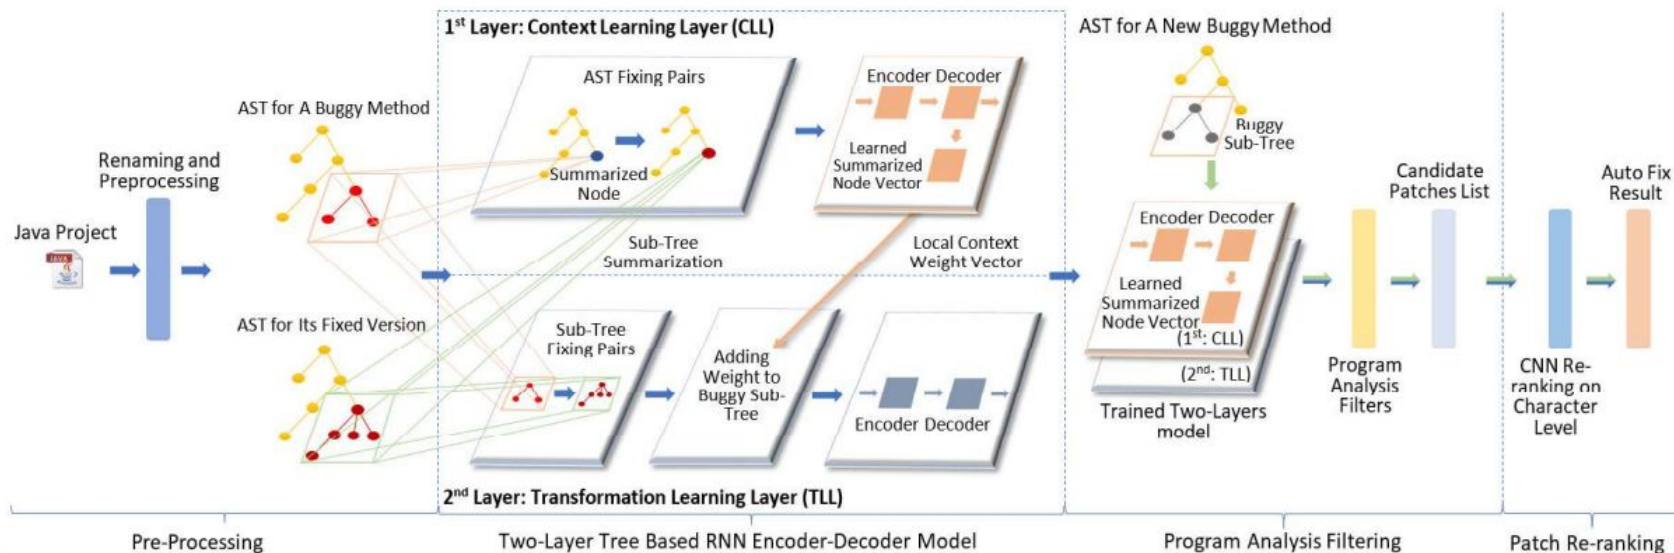 1st Layer: Context Learning Layer (CLL)
AST Fixing Pairs
Summarized
Node
Encoder Decoder
Learned
Summarized
Node Vector
AST for A New Buggy Method
Buggy
Sub-Tree
AST for A Buggy Method
Renaming and
Preprocessing
Java Project
JAVA
Sub-Tree
Summarization
Local Context
Weight Vector
AST for Its Fixed Version
Sub-Tree
Fixing Pairs
Adding
Weight to
Buggy Sub-
Tree
Encoder Decoder
2nd Layer: Transformation Learning Layer (TLL)
Encoder Decoder
Learned
Summarized
Node Vector
(1st: CLL)
(2nd: TLL)
Trained Two-Layers
model
Program
Analysis
Filters
Candidate
Patches List
CNN Re-
ranking on
Character
Level
Auto Fix
Result
Pre-Processing
Two-Layer Tree Based RNN Encoder-Decoder Model
Program Analysis Filtering
Patch Re-ranking